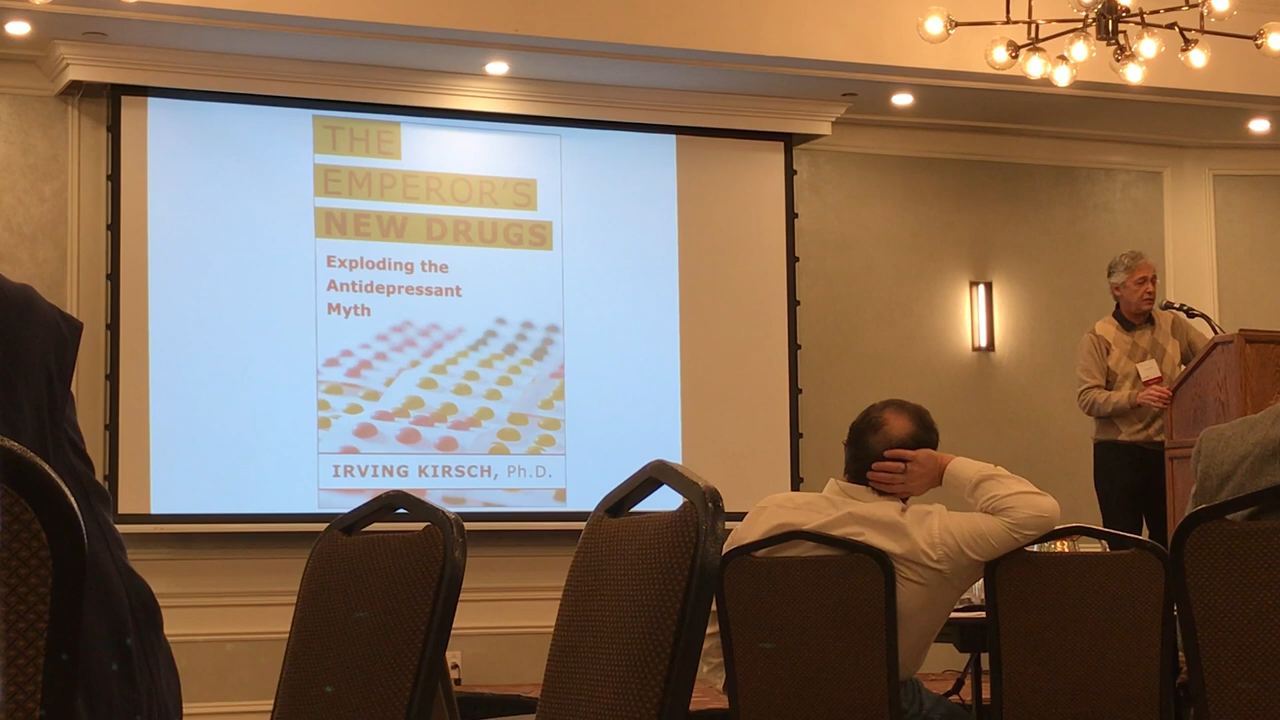 THE
EMPEROR'S
NEW DRUGS
Exploding the
Antidepressant
Myth
IRVING KIRSCH, Ph.D.